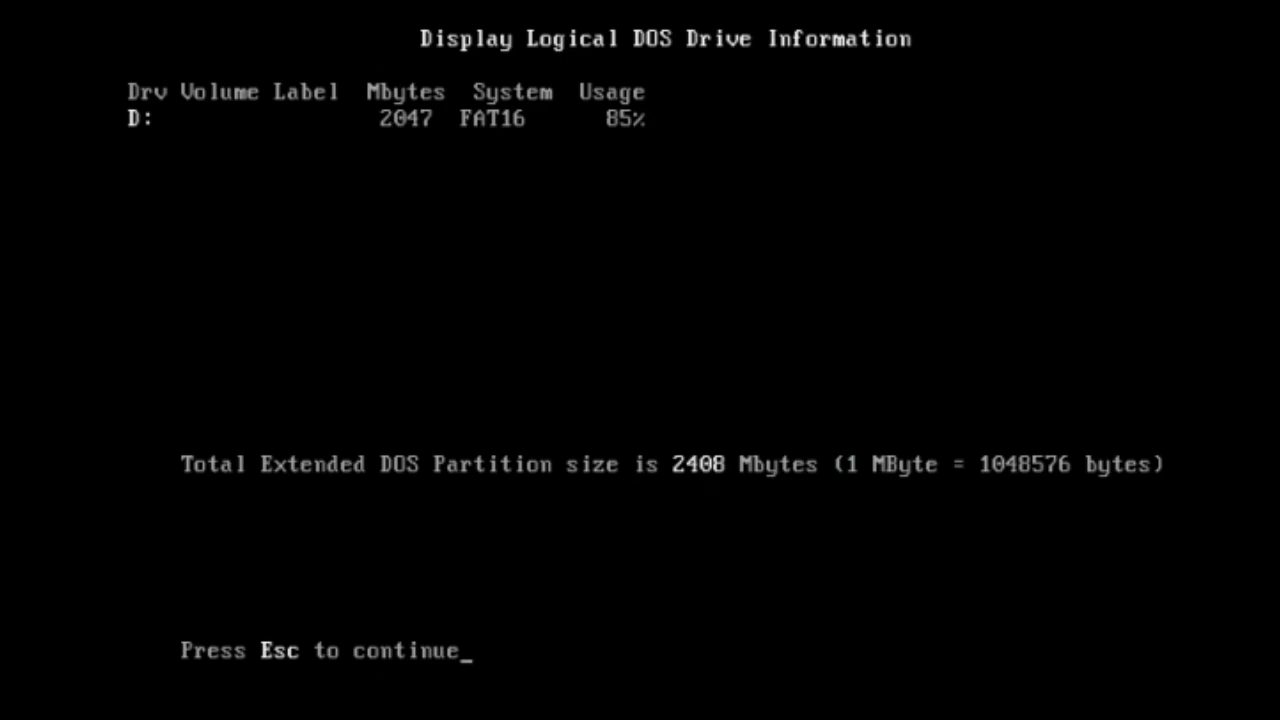 Display Logical DOS Drive Information
Drv Volume Label  Mbytes  System  Usage
D:                 2047  FAT16      85%
Total Extended DOS Partition size is 2408 Mbytes (1 MByte = 1048576 bytes)
Press Esc to continue_